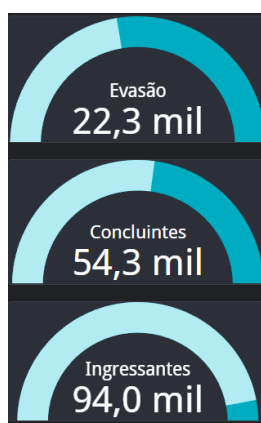 Evasão
22,3 mil
Concluintes
54,3 mil
Ingressantes
94,0 mil